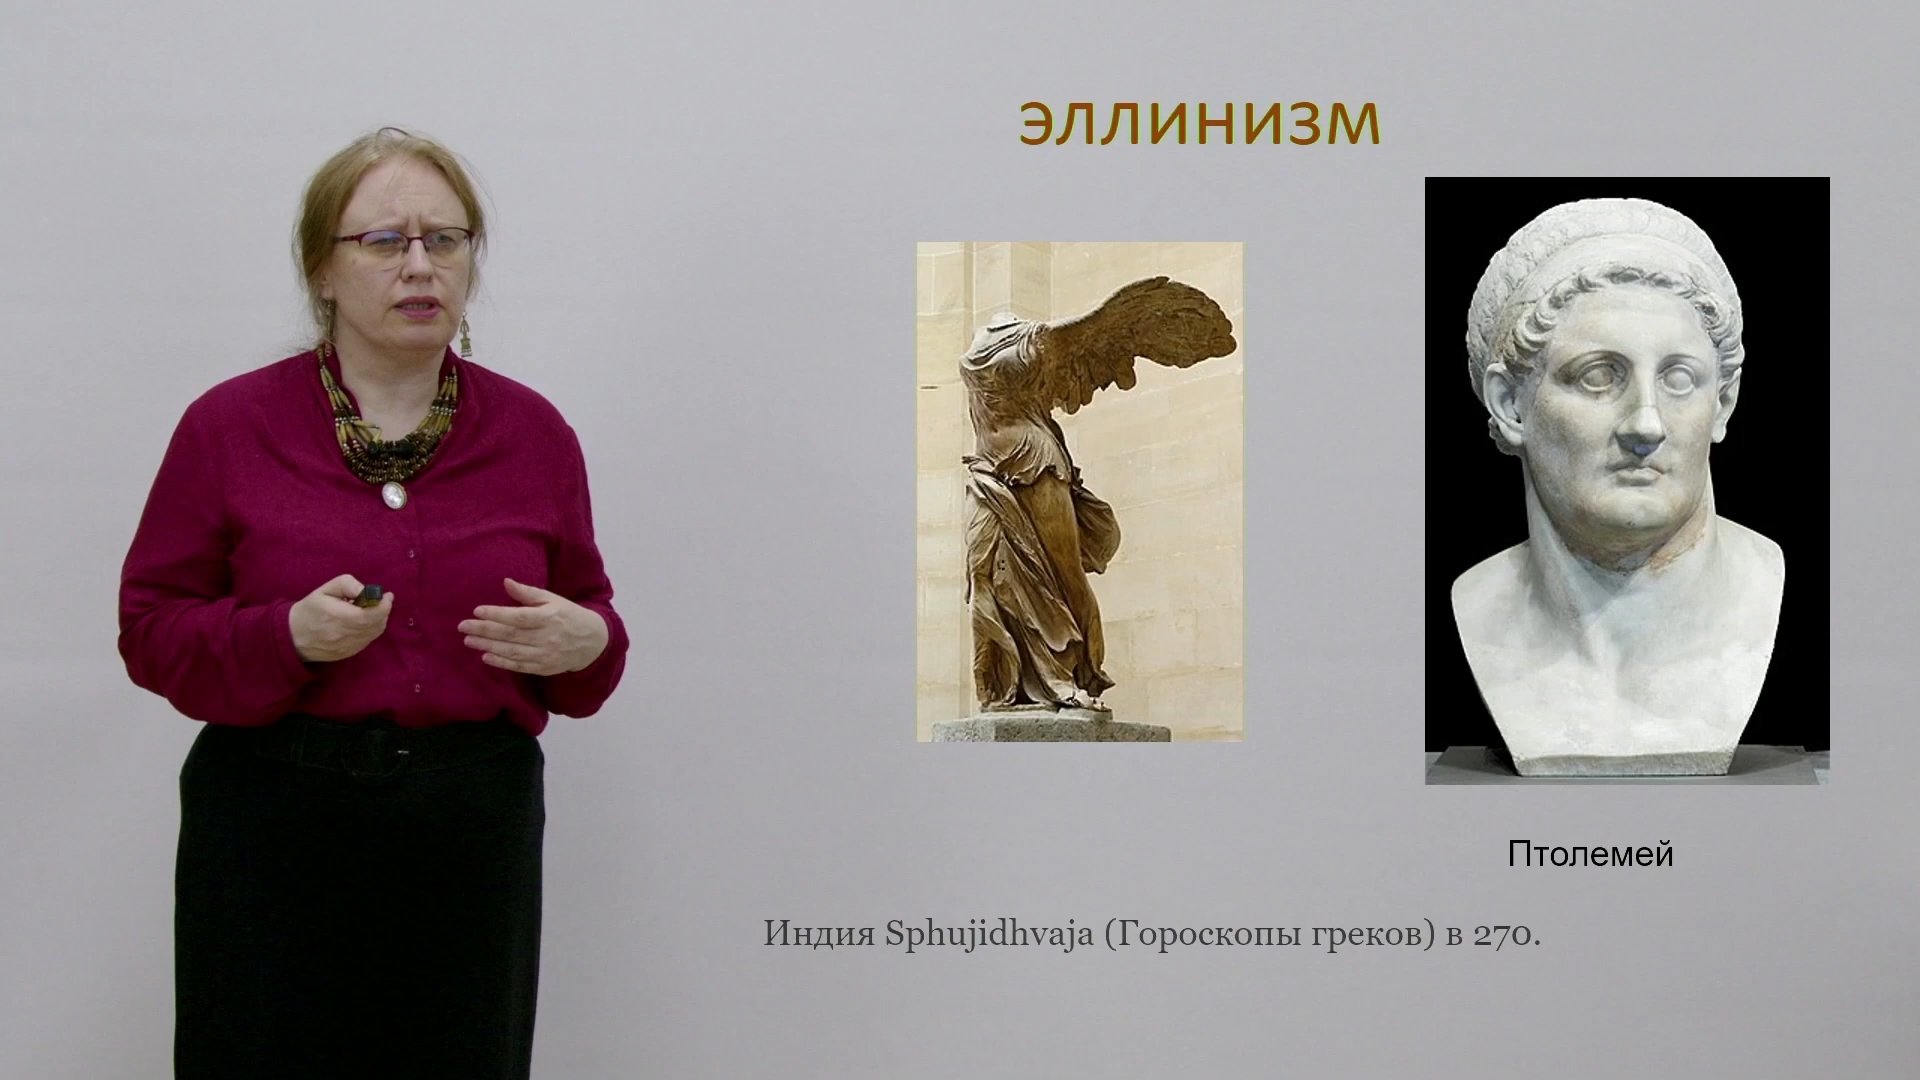 эллинизм
Птолемей
Индия Sphujidhvaja (Гороскопы греков) в 270.